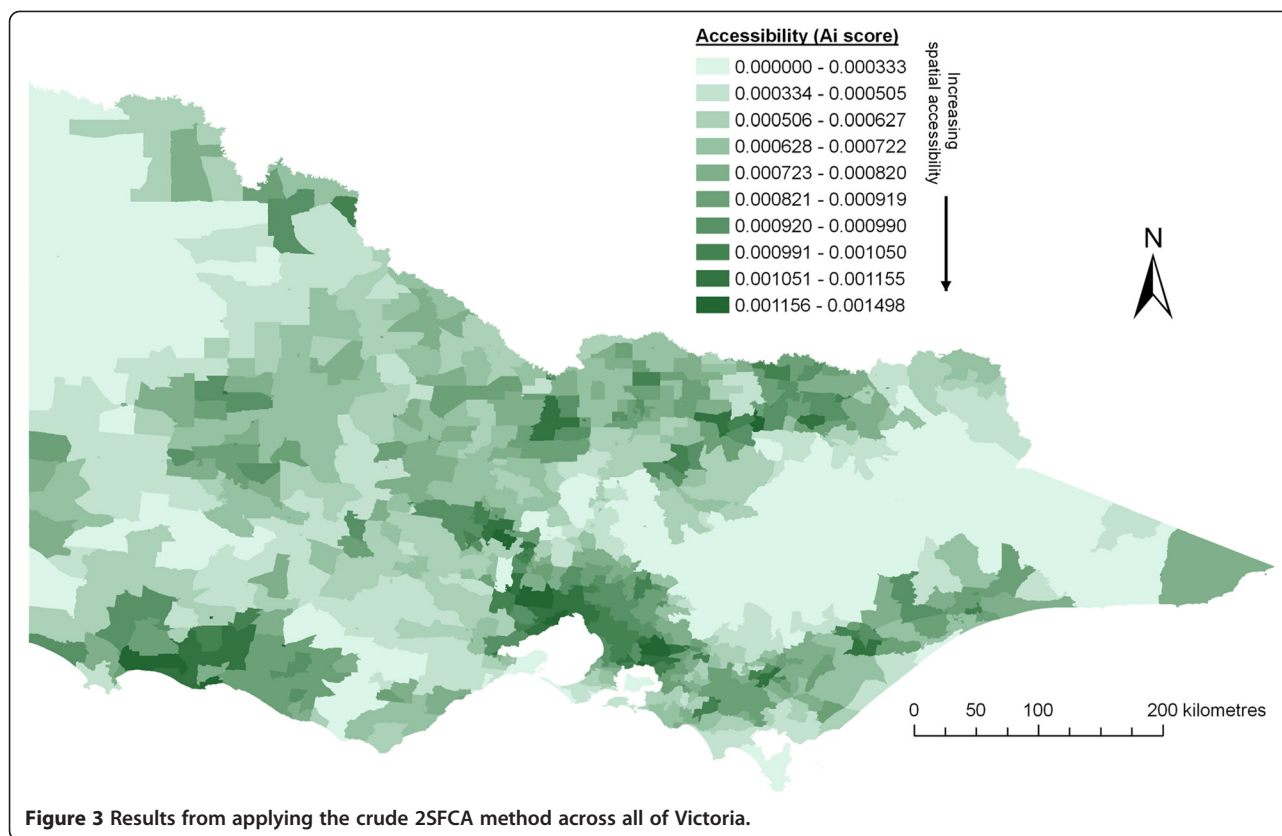 Accessibility (Ai score)
0.000000 - 0.000333
0.000334 - 0.000505
0.000506 - 0.000627
0.000628 - 0.000722
0.000723 - 0.000820
0.000821 - 0.000919
0.000920 - 0.000990
0.000991 - 0.001050
0.001051 - 0.001155
0.001156 - 0.001498
Increasing
spatial accessibility
N
0 50 100 200 kilometres
Figure 3 Results from applying the crude 2SFCA method across all of Victoria.